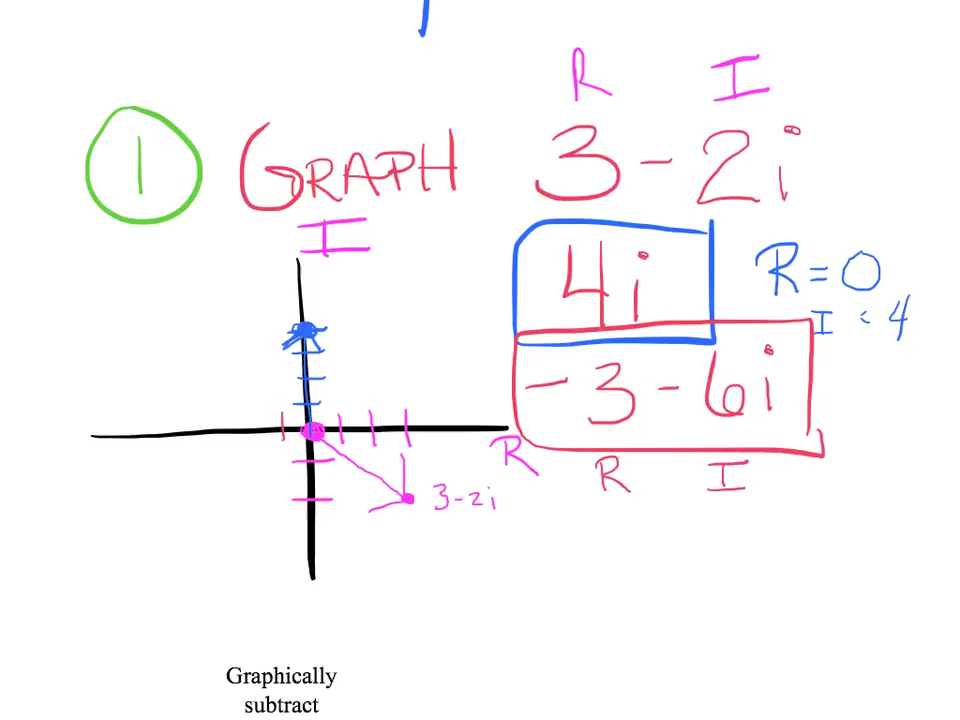 R I
1 GRAPH 3 - 2i
I
4i R = 0
I = 4
- 3 - 6i
R
3-2i
R I
Graphically
subtract